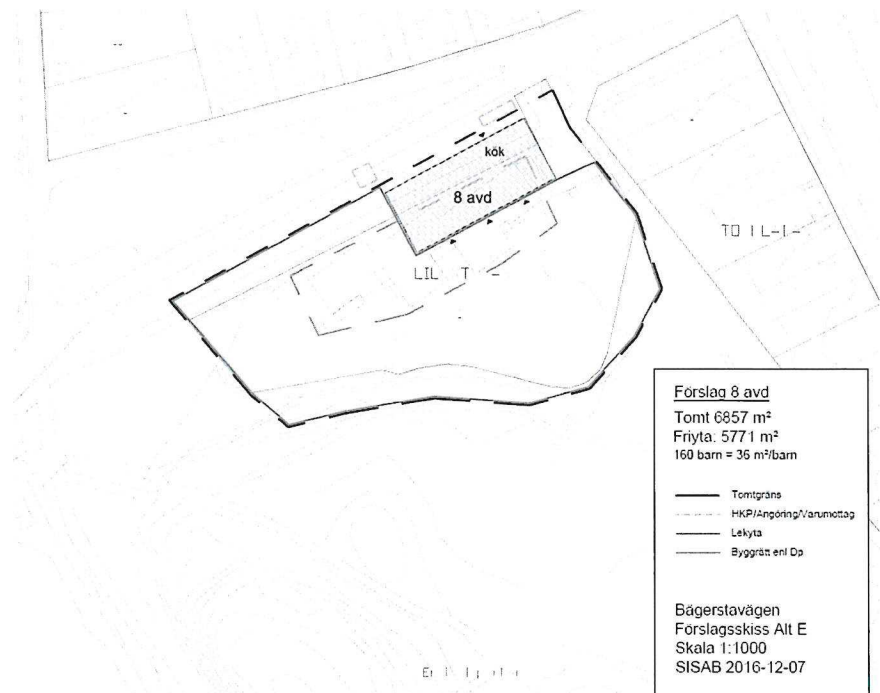 kök
8 avd
Förslag 8 avd
Tomt 6857 m²
Friyta: 5771 m²
160 barn = 36 m²/barn
Tomtgräns
HKP/Angöring/Varumottag
Lekyta
Byggrätt enl Dp
Bägerstavägen
Förslagsskiss Alt E
Skala 1:1000
SISAB 2016-12-07